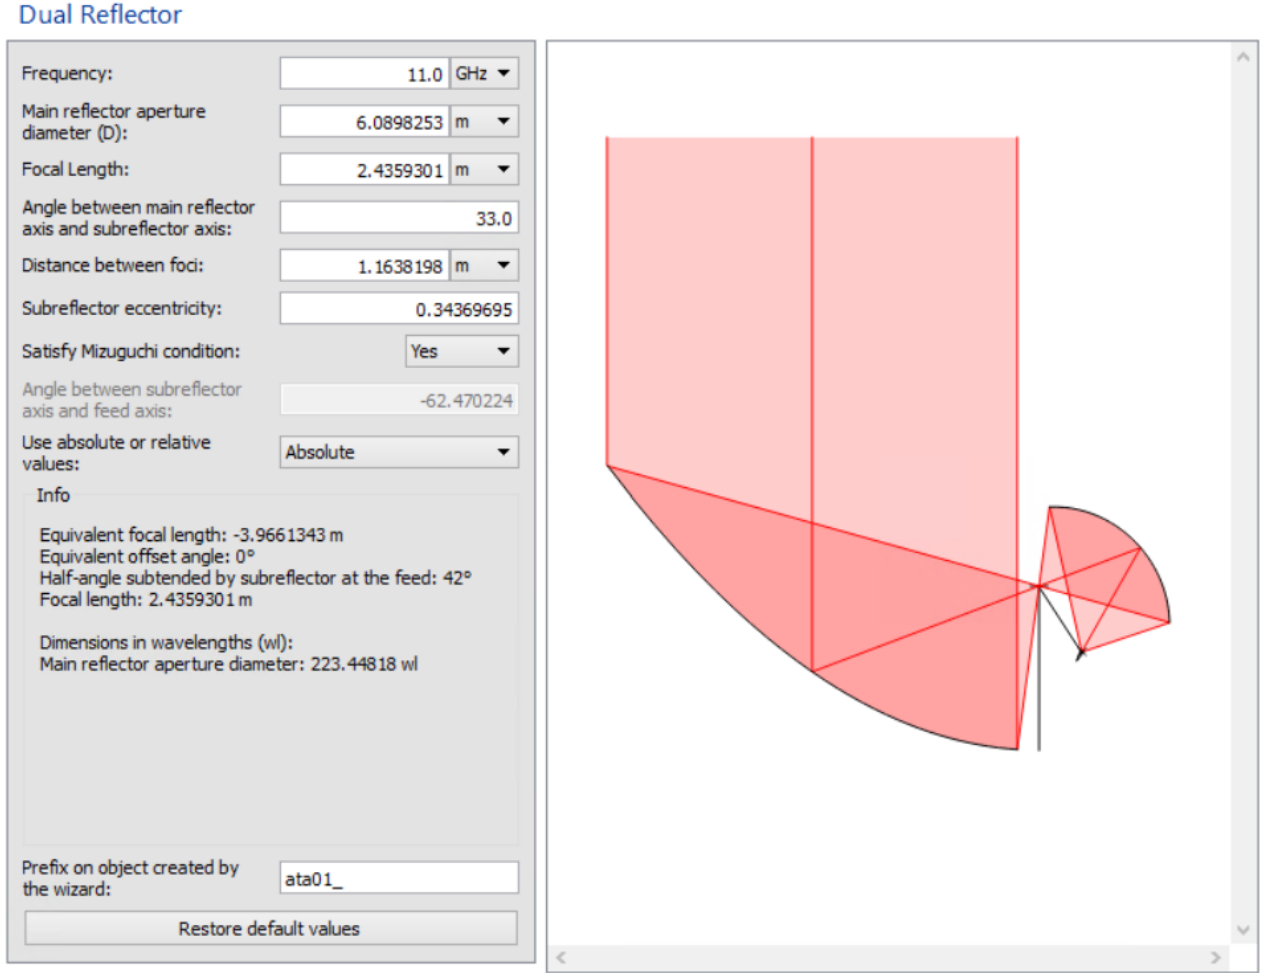 Dual Reflector
Frequency: 11.0 GHz
Main reflector aperture
diameter (D): 6.0898253 m
Focal Length: 2.4359301 m
Angle between main reflector
axis and subreflector axis: 33.0
Distance between foci: 1.1638198 m
Subreflector eccentricity: 0.34369695
Satisfy Mizuguchi condition: Yes
Angle between subreflector
axis and feed axis: -62.470224
Use absolute or relative
values: Absolute
Info
Equivalent focal length: -3.9661343 m
Equivalent offset angle: 0°
Half-angle subtended by subreflector at the feed: 42°
Focal length: 2.4359301 m
Dimensions in wavelengths (wl):
Main reflector aperture diameter: 223.44818 wl
Prefix on object created by
the wizard: ata01_
Restore default values